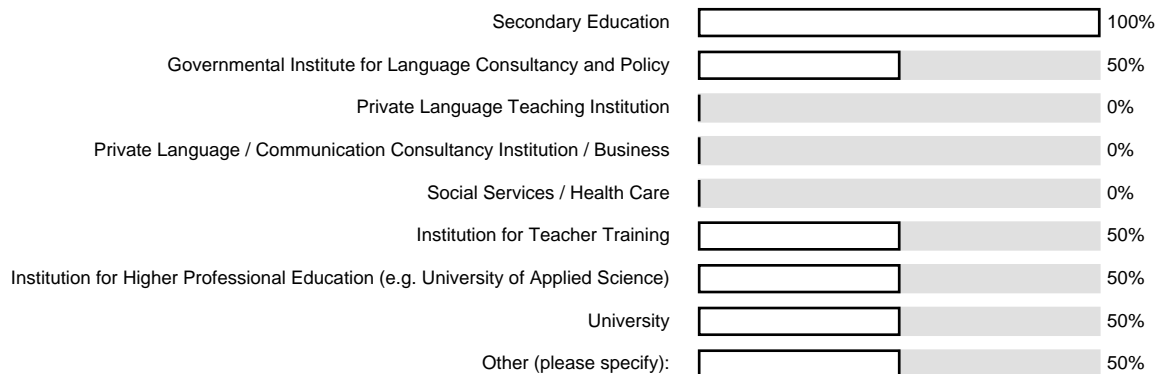 Secondary Education 100%
Governmental Institute for Language Consultancy and Policy 50%
Private Language Teaching Institution 0%
Private Language / Communication Consultancy Institution / Business 0%
Social Services / Health Care 0%
Institution for Teacher Training 50%
Institution for Higher Professional Education (e.g. University of Applied Science) 50%
University 50%
Other (please specify): 50%